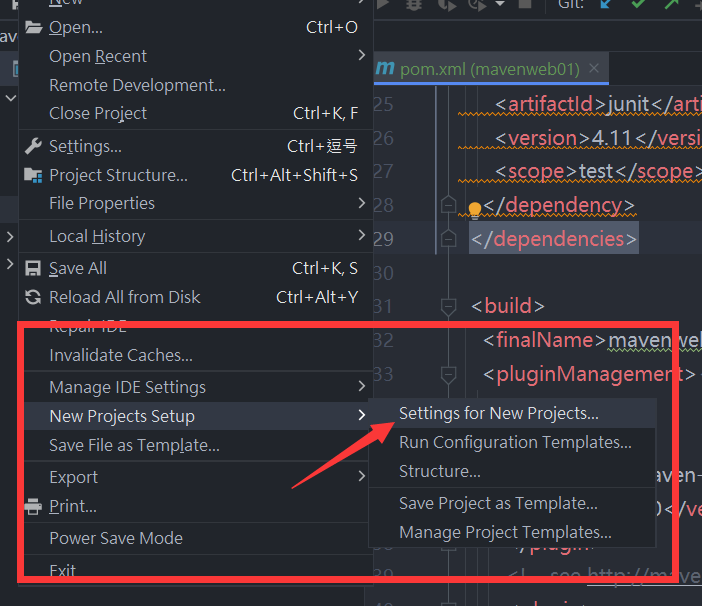 New
Open... Ctrl+O
Open Recent
Remote Development...
Close Project Ctrl+K, F
Settings... Ctrl+逗号
Project Structure... Ctrl+Alt+Shift+S
File Properties
Local History
Save All Ctrl+K, S
Reload All from Disk Ctrl+Alt+Y
Repair IDE
Invalidate Caches...
Manage IDE Settings
New Projects Setup
Save File as Template...
Export
Print...
Power Save Mode
Exit
Settings for New Projects...
Run Configuration Templates...
Structure...
Save Project as Template...
Manage Project Templates...
Git:
pom.xml (mavenweb01)
25 <artifactId>junit</arti
26 <version>4.11</versi
27 <scope>test</scope>
28 </dependency>
29 </dependencies>
30
31 <build>
32 <finalName>mavenwe
33 <pluginManagement>
aven-
0</ve
</plugin>
39 <!-- see http://mave